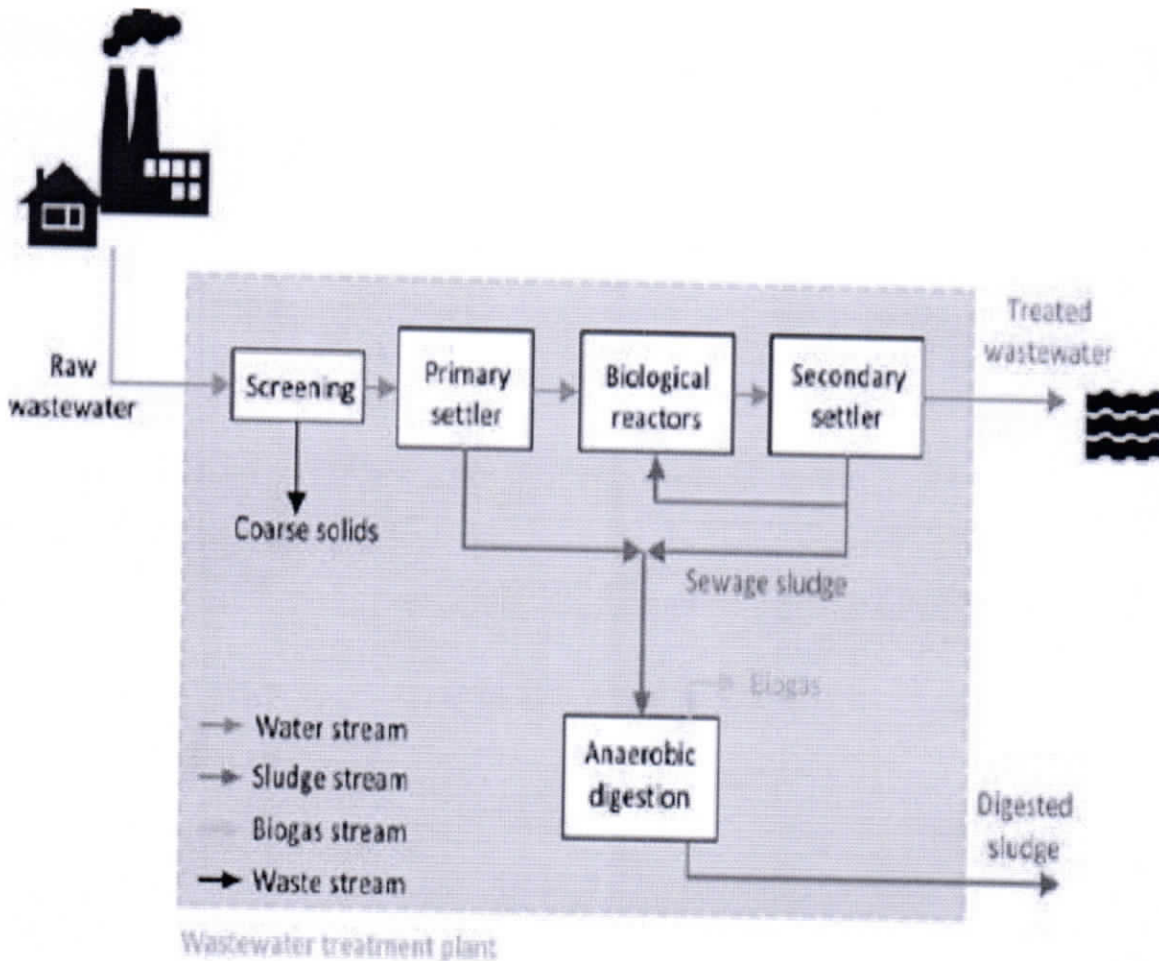 Raw
wastewater
Screening
Primary
settler
Biological
reactors
Secondary
settler
Treated
wastewater
Coarse solids
Sewage sludge
Biogas
Anaerobic
digestion
Water stream
Sludge stream
Biogas stream
Waste stream
Digested
sludge
Wastewater treatment plant